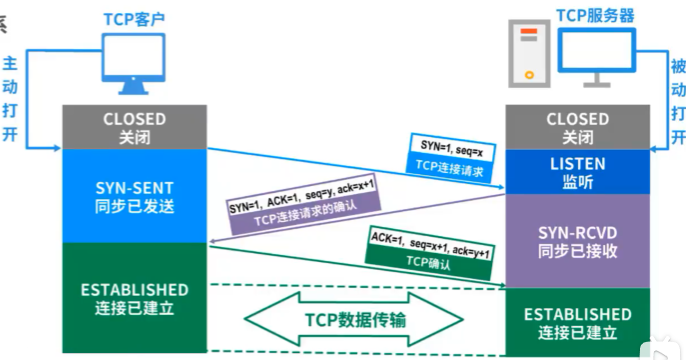 系
TCP客户
TCP服务器
主动打开
被动打开
CLOSED
关闭
CLOSED
关闭
SYN=1, seq=x
TCP连接请求
LISTEN
监听
SYN-SENT
同步已发送
SYN=1, ACK=1, seq=y, ack=x+1
TCP连接请求的确认
SYN-RCVD
同步已接收
ACK=1, seq=x+1, ack=y+1
TCP确认
ESTABLISHED
连接已建立
TCP数据传输
ESTABLISHED
连接已建立